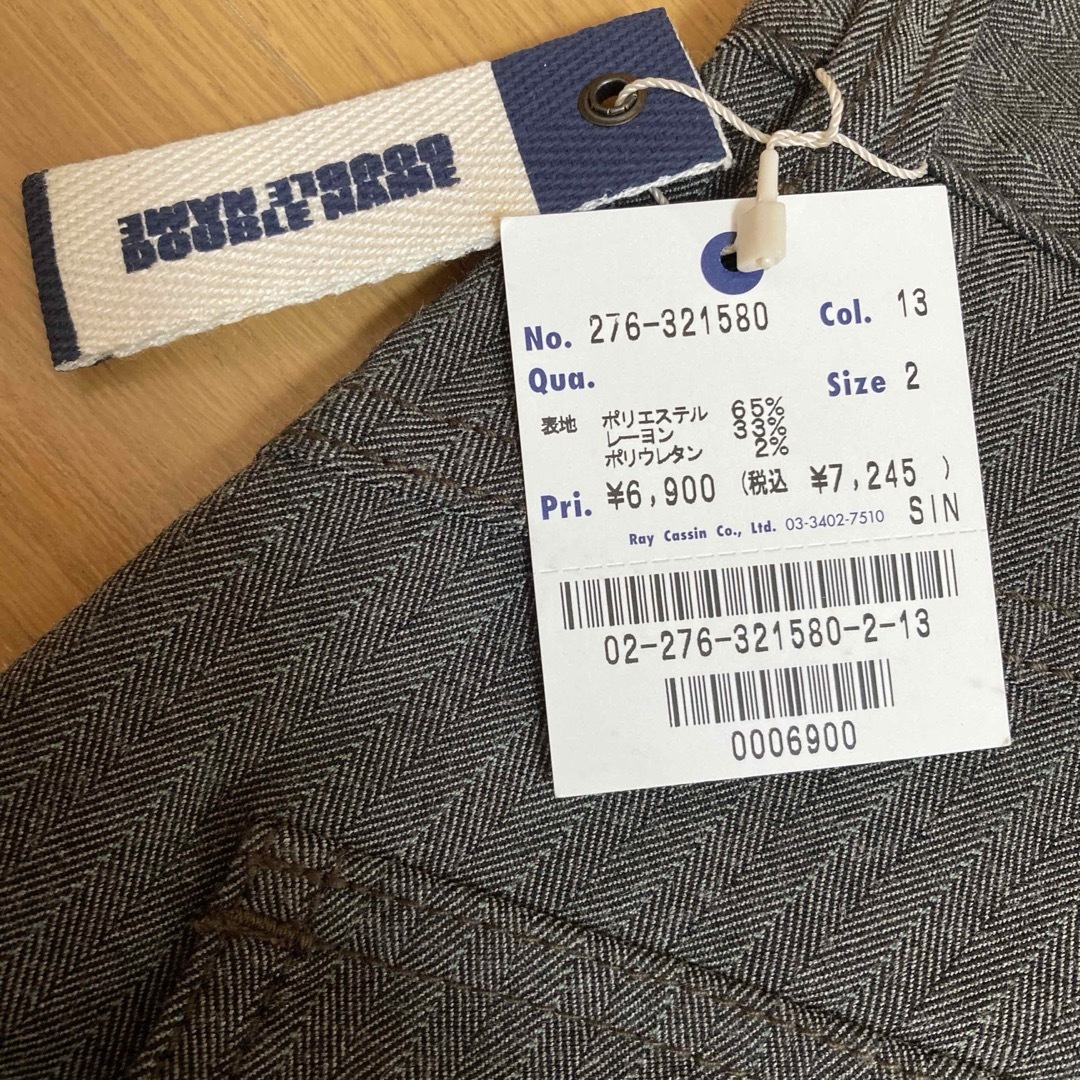 DOUBLE NAME
DOUBLE NAME
No. 276-321580 Col. 13
Qua. Size 2
表地 ポリエステル 65%
レーヨン 33%
ポリウレタン 2%
Pri. ¥6,900 (税込 ¥7,245 )
Ray Cassin Co., Ltd. 03-3402-7510 SIN
02-276-321580-2-13
0006900